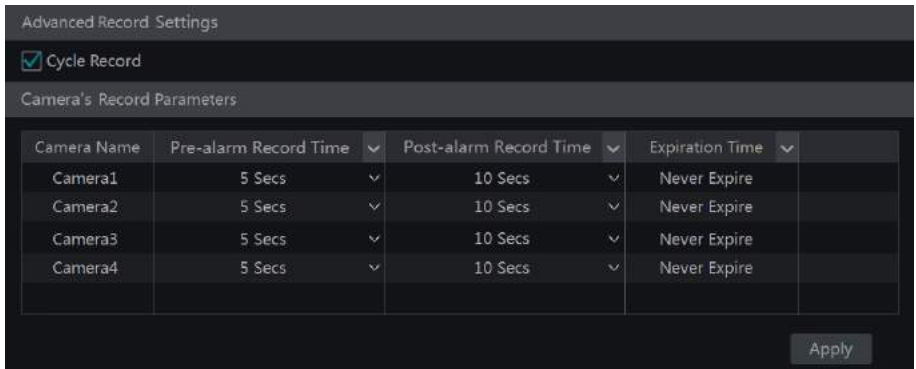 Advanced Record Settings
Cycle Record
Camera's Record Parameters
Camera Name Pre-alarm Record Time Post-alarm Record Time Expiration Time
Camera1 5 Secs 10 Secs Never Expire
Camera2 5 Secs 10 Secs Never Expire
Camera3 5 Secs 10 Secs Never Expire
Camera4 5 Secs 10 Secs Never Expire
Apply